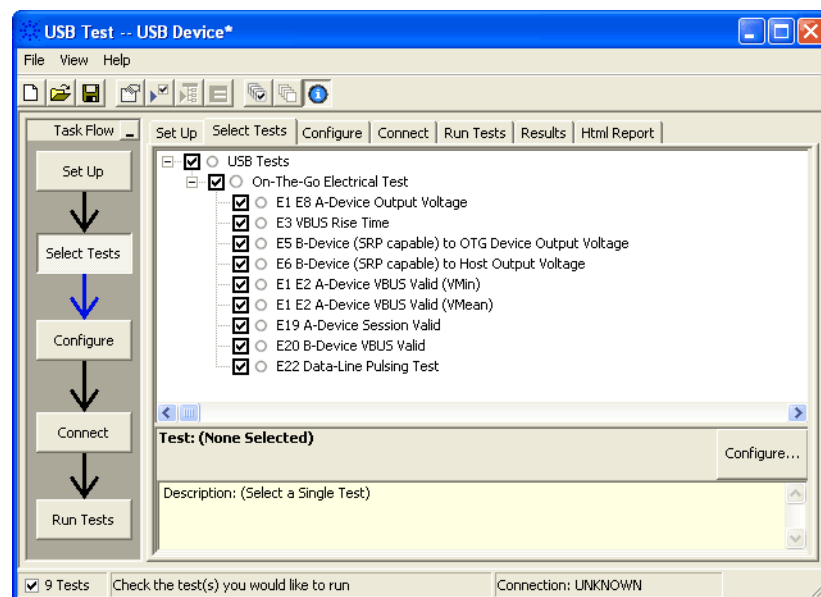 USB Test -- USB Device*
File View Help
Task Flow
Set Up Select Tests Configure Connect Run Tests Results Html Report
Set Up
Select Tests
Configure
Connect
Run Tests
USB Tests
On-The-Go Electrical Test
E1 E8 A-Device Output Voltage
E3 VBUS Rise Time
E5 B-Device (SRP capable) to OTG Device Output Voltage
E6 B-Device (SRP capable) to Host Output Voltage
E1 E2 A-Device VBUS Valid (VMin)
E1 E2 A-Device VBUS Valid (VMean)
E19 A-Device Session Valid
E20 B-Device VBUS Valid
E22 Data-Line Pulsing Test
Test: (None Selected)
Configure...
Description: (Select a Single Test)
9 Tests Check the test(s) you would like to run Connection: UNKNOWN